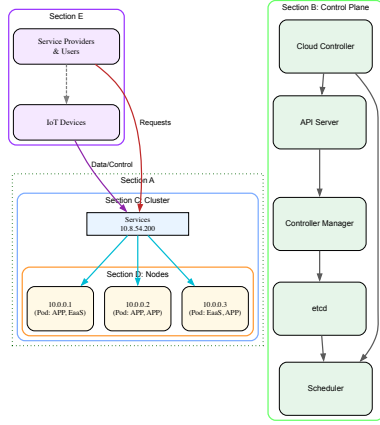 Section E
Service Providers
& Users
IoT Devices
Requests
Data/Control
Section A
Section C: Cluster
Services
10.8.54.200
Section D: Nodes
10.0.0.1
(Pod: APP, EaaS)
10.0.0.2
(Pod: APP, APP)
10.0.0.3
(Pod: EaaS, APP)
Section B: Control Plane
Cloud Controller
API Server
Controller Manager
etcd
Scheduler